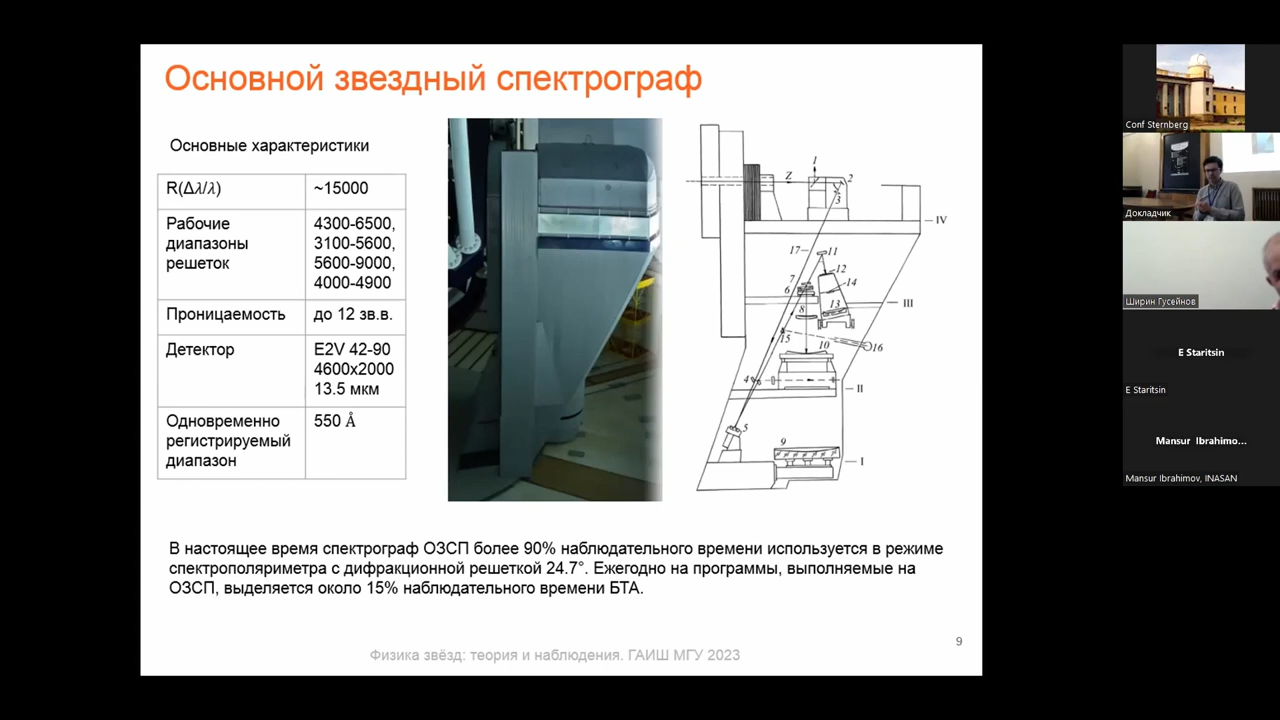 Основной звездный спектрограф
Основные характеристики
R(Δλ/λ) ~15000
Рабочие диапазоны решеток
4300-6500,
3100-5600,
5600-9000,
4000-4900
Проницаемость до 12 зв.в.
Детектор
E2V 42-90
4600x2000
13.5 мкм
Одновременно
регистрируемый
диапазон
550 Å
1
Z
2
3
IV
17
11
12
7
14
6
III
13
8
15
10
16
4
II
5
9
I
В настоящее время спектрограф ОЗСП более 90% наблюдательного времени используется в режиме
спектрополяриметра с дифракционной решеткой 24.7°. Ежегодно на программы, выполняемые на
ОЗСП, выделяется около 15% наблюдательного времени БТА.
9
Физика звёзд: теория и наблюдения. ГАИШ МГУ 2023
Conf Sternberg
Докладчик
Ширин Гусейнов
E Staritsin
E Staritsin
Mansur Ibrahimo...
Mansur Ibrahimov, INASAN